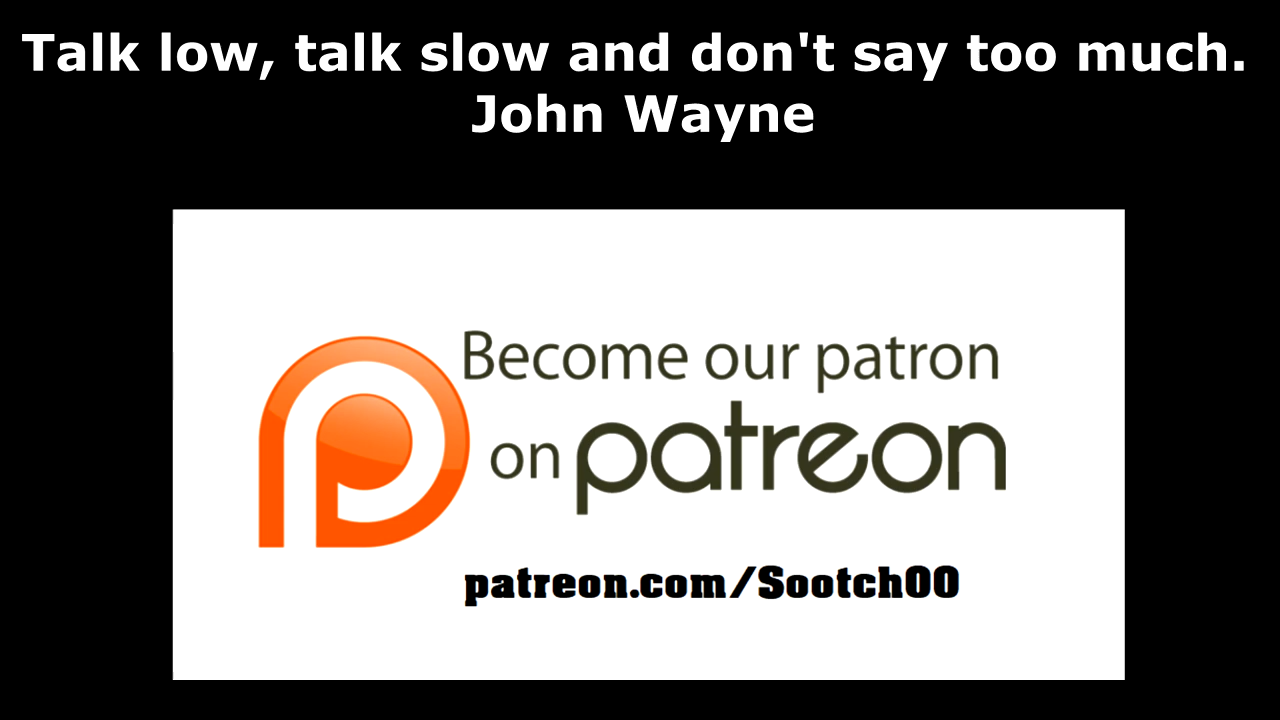 Talk low, talk slow and don't say too much.
John Wayne
Become our patron
on patreon
patreon.com/Sootch00